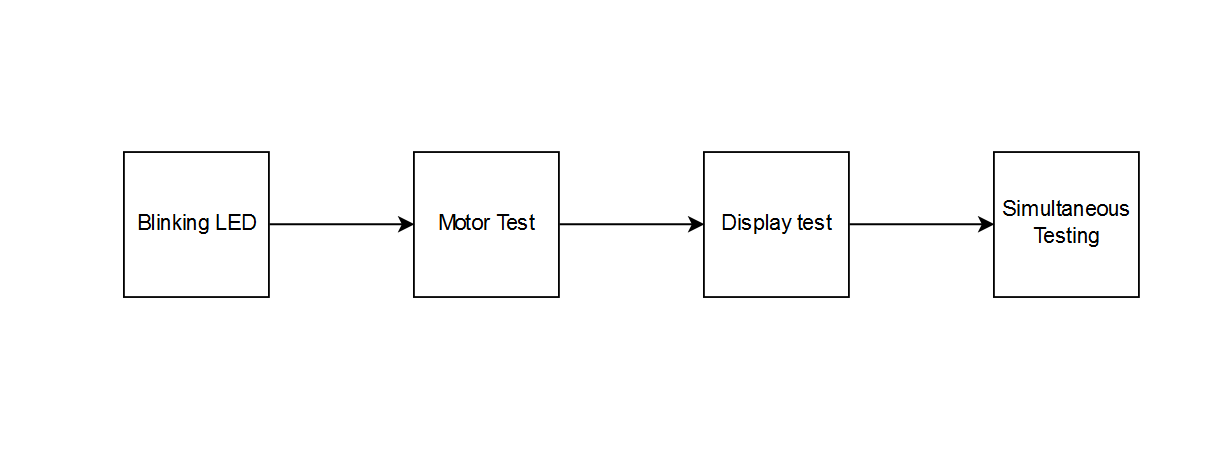 Blinking LED
Motor Test
Display test
Simultaneous
Testing